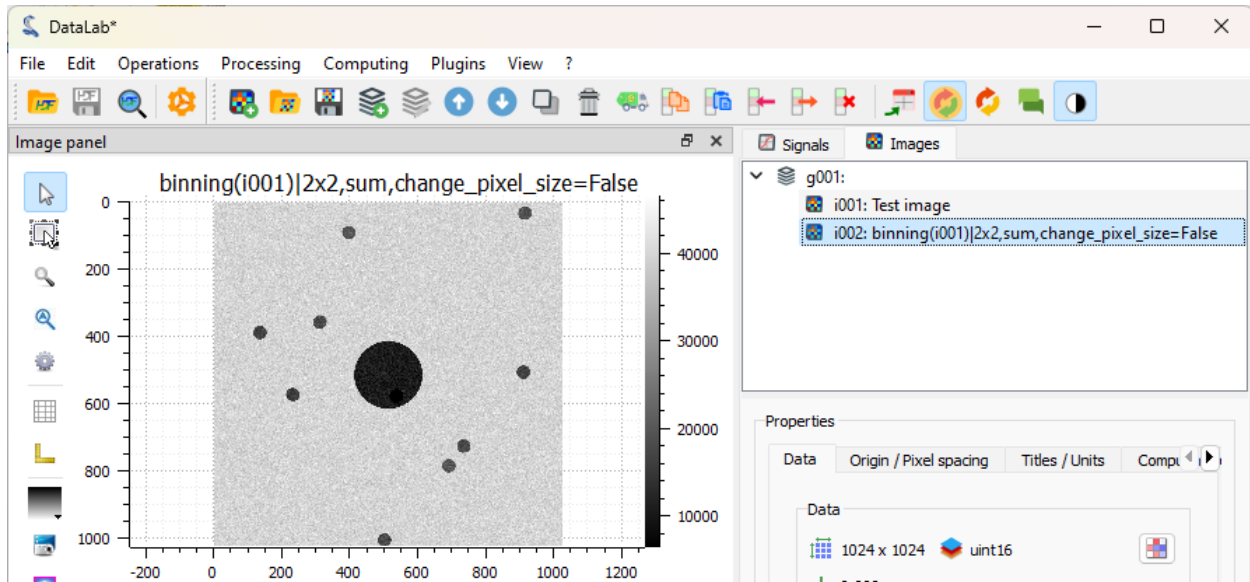 DataLab*
File Edit Operations Processing Computing Plugins View ?
Image panel
binning(i001)|2x2,sum,change_pixel_size=False
0
200
400
600
800
1000
-200 0 200 400 600 800 1000 1200
40000
30000
20000
10000
Signals Images
g001:
i001: Test image
i002: binning(i001)|2x2,sum,change_pixel_size=False
Properties
Data Origin / Pixel spacing Titles / Units
Data
1024 x 1024 uint16